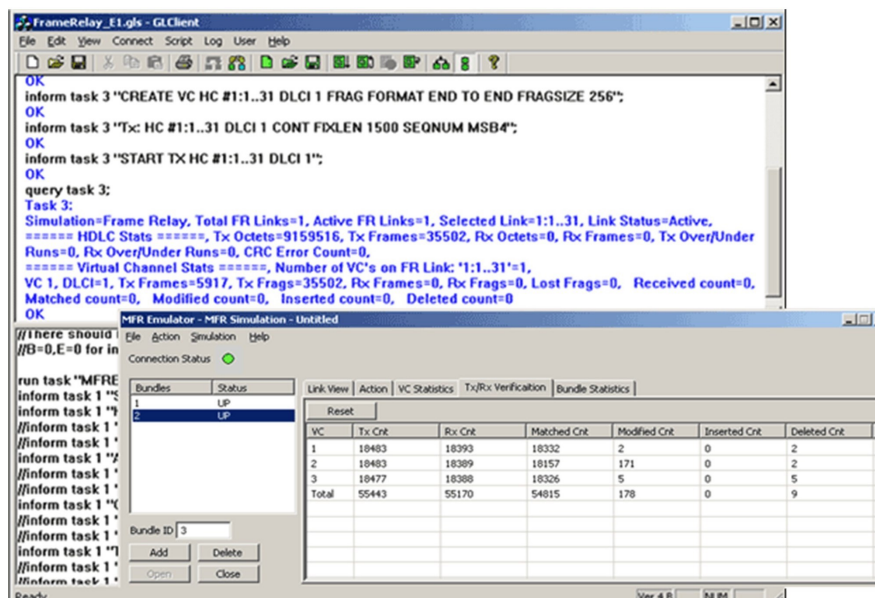 FrameRelay_E1.gls - GLClient
File Edit View Connect Script Log User Help
OK
inform task 3 "CREATE VC HC #1:1..31 DLCI 1 FRAG FORMAT END TO END FRAGSIZE 256";
OK
inform task 3 "Tx: HC #1:1..31 DLCI 1 CONT FIXLEN 1500 SEQNUM MSB4";
OK
inform task 3 "START TX HC #1:1..31 DLCI 1";
OK
query task 3;
Task 3:
Simulation=Frame Relay, Total FR Links=1, Active FR Links=1, Selected Link=1:1..31, Link Status=Active,
====== HDLC Stats ======, Tx Octets=9159516, Tx Frames=35502, Rx Octets=0, Rx Frames=0, Tx Over/Under
Runs=0, Rx Over/Under Runs=0, CRC Error Count=0,
====== Virtual Channel Stats ======, Number of VC's on FR Link: '1:1..31'=1,
VC 1, DLCI=1, Tx Frames=5917, Tx Frags=35502, Rx Frames=0, Rx Frags=0, Lost Frags=0, Received count=0,
Matched count=0, Modified count=0, Inserted count=0, Deleted count=0
OK
//There should
//B=0,E=0 for in
run task "MFRE
inform task 1 "S
inform task 1 "H
//inform task 1 "
//inform task 1 "
inform task 1 "A
//inform task 1 "
//inform task 1 "
inform task 1 "C
//inform task 1 "
//inform task 1 "
inform task 1 "T
//inform task 1 "
//inform task 1 "
Ready
Ver 4.8 NUM
MFR Emulator - MFR Simulation - Untitled
File Action Simulation Help
Connection Status
Bundles Status
1 UP
2 UP
Bundle ID 3
Add Delete
Open Close
Link View Action VC Statistics Tx/Rx Verificaition Bundle Statistics
Reset
VC Tx Cnt Rx Cnt Matched Cnt Modified Cnt Inserted Cnt Deleted Cnt
1 18483 18393 18332 2 0 2
2 18483 18389 18157 171 0 2
3 18477 18388 18326 5 0 5
Total 55443 55170 54815 178 0 9